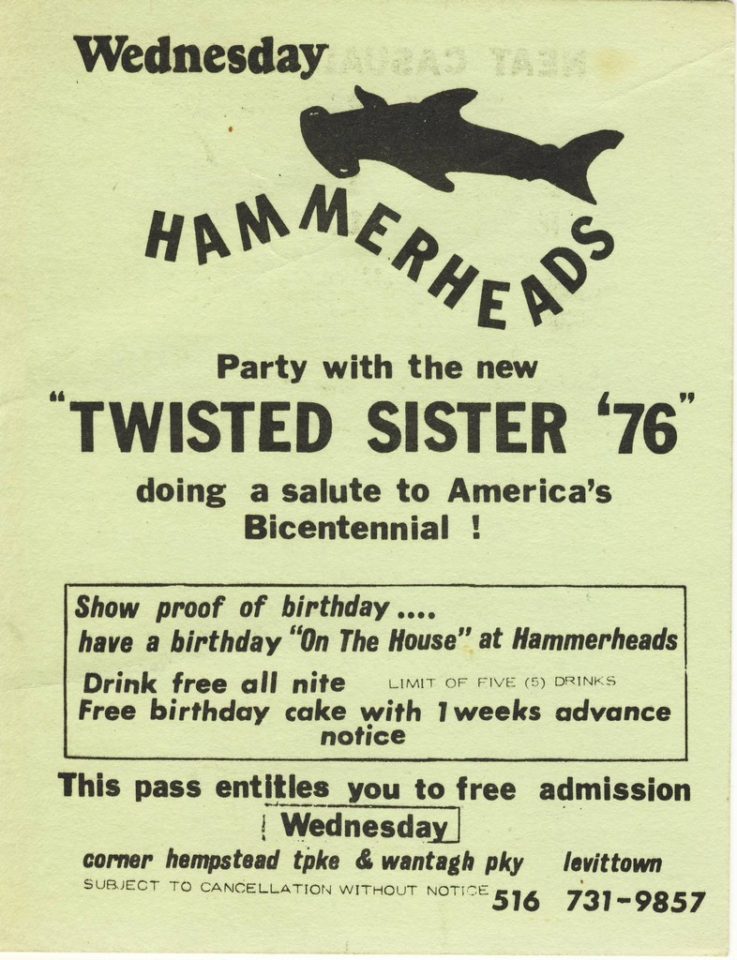 Wednesday
HAMMERHEADS
Party with the new
"TWISTED SISTER '76"
doing a salute to America's
Bicentennial !
Show proof of birthday ....
have a birthday "On The House" at Hammerheads
Drink free all nite LIMIT OF FIVE (5) DRINKS
Free birthday cake with 1 weeks advance
notice
This pass entitles you to free admission
Wednesday
corner hempstead tpke & wantagh pky levittown
SUBJECT TO CANCELLATION WITHOUT NOTICE 516 731-9857